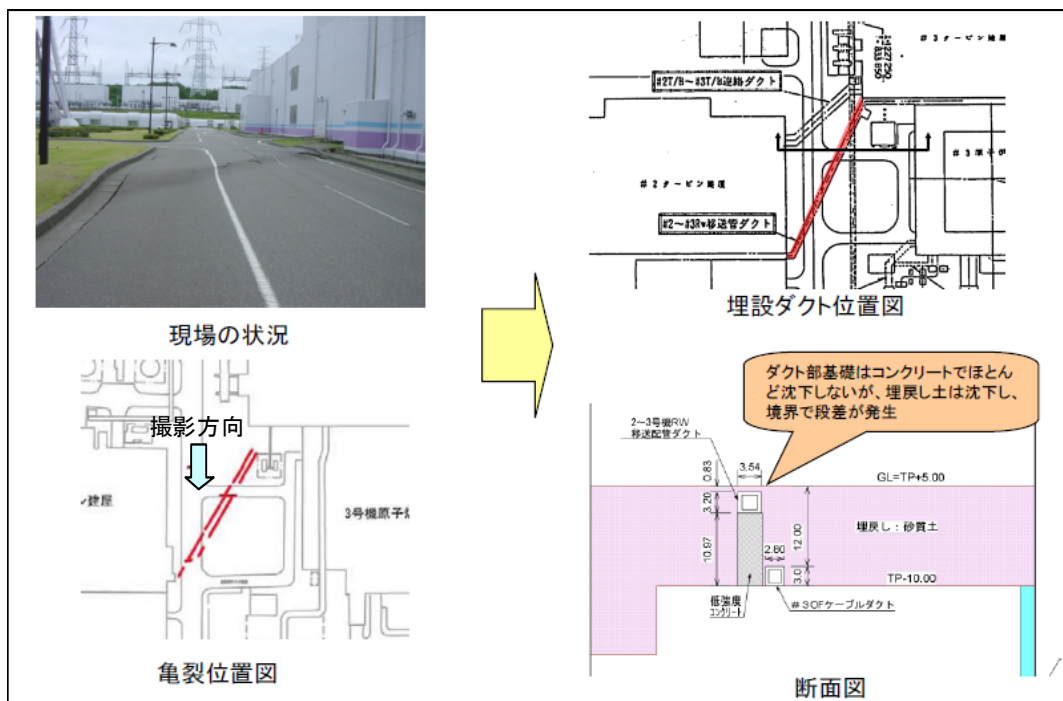 現場の状況
撮影方向
建屋
3号機原子炉
亀裂位置図
#3タービン建屋
#2T/B~#3T/B連絡ダクト
#3原子炉
#2タービン建屋
#2~#3Rw移送管ダクト
埋設ダクト位置図
ダクト部基礎はコンクリートでほとん
ど沈下しないが、埋戻し土は沈下し、
境界で段差が発生
2~3号機RW
移送配管ダクト
0.83
3.54
GL=TP+5.00
3.20
10.97
12.00
埋戻し:砂質土
2.80
3.0
TP-10.00
低強度
コンクリート
#3OFケーブルダクト
断面図